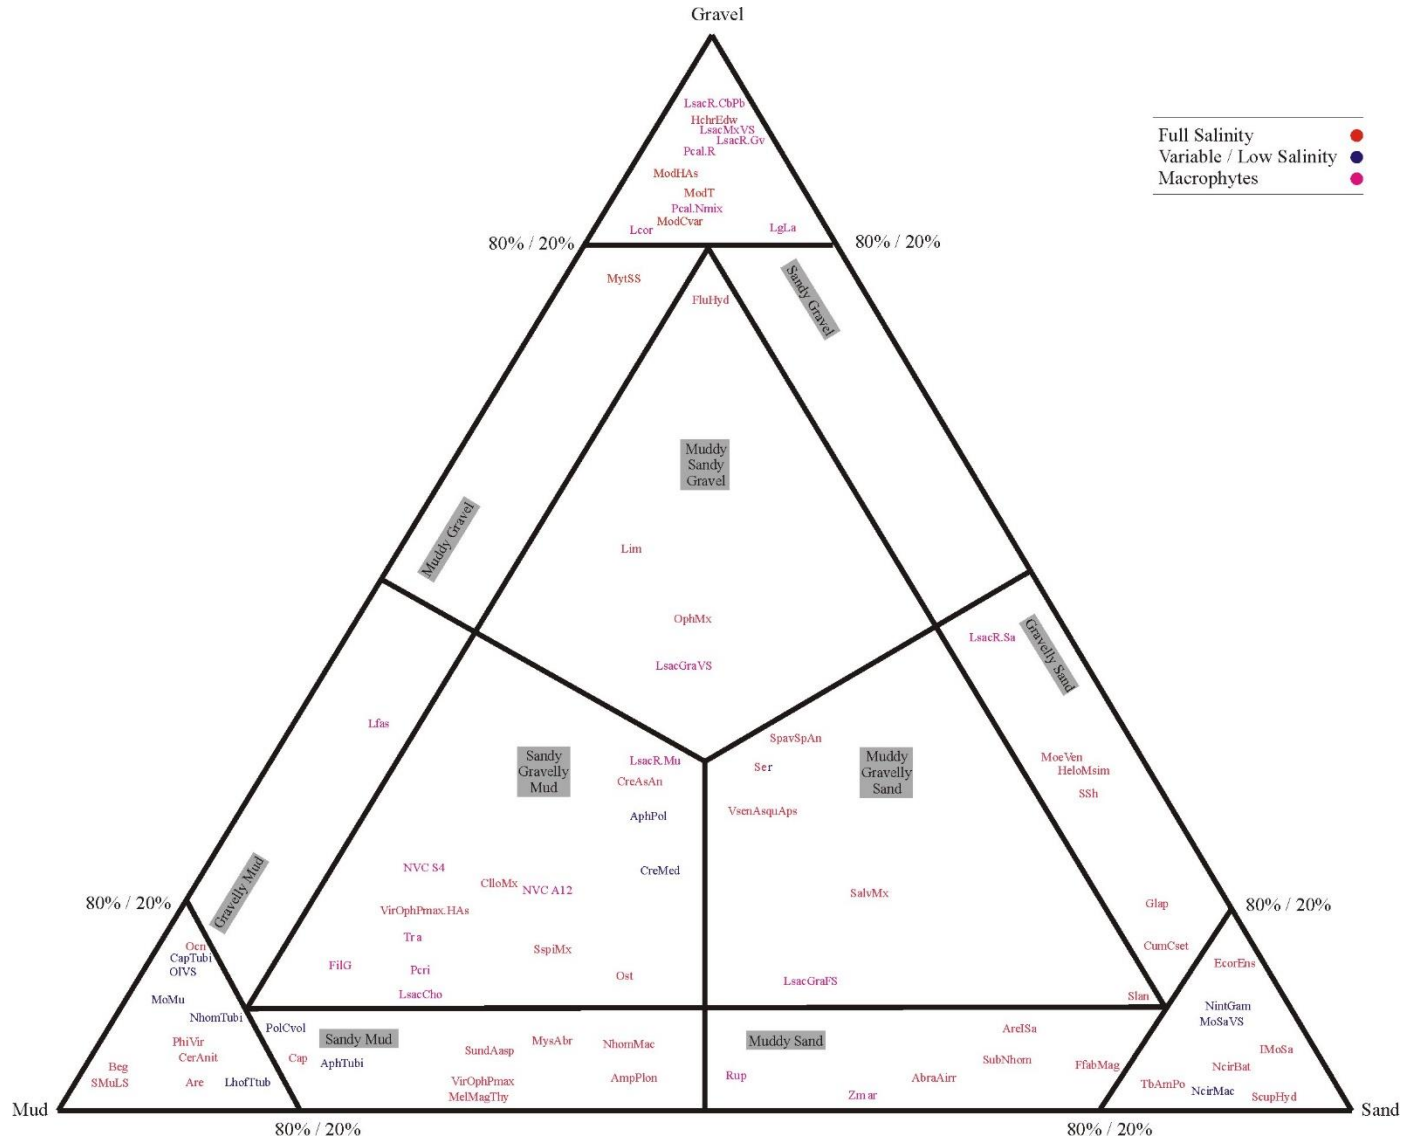 Gravel
LsacR.CbPb
HchrEdw
LsacMxVS
LsacR.Gv
Pcal.R
ModHAs
ModT
Pcal.Nmix
ModCvar
Lcor
LgLa
Full Salinity
Variable / Low Salinity
Macrophytes
80% / 20%
80% / 20%
MytSS
FluHyd
Sandy Gravel
Muddy
Sandy
Gravel
Muddy Gravel
Lim
OphMx
LsacGraVS
LsacR.Sa
Gravelly Sand
Lfas
SpavSpAn
Sandy
Gravelly
Mud
LsacR.Mu
CreAsAn
Ser
Muddy
Gravelly
Sand
MoeVen
HeloMsim
SSh
AphPol
VsenAsquAps
CreMed
NVC S4
ClloMx
NVC A12
SalvMx
VirOphPmax.HAs
Tra
SspiMx
FilG
Pcri
Ost
LsacCho
LsacGraFS
Glap
CumCset
Slan
Gravelly Mud
80% / 20%
80% / 20%
Ocn
CapTubi
OlVS
MoMu
NhomTubi
PhiVir
CerAnit
Beg
SMuLS
Are
LhofTtub
PolCvol
Cap
AphTubi
Sandy Mud
SundAasp
MysAbr
NhomMac
VirOphPmax
MelMagThy
AmpPlon
Muddy Sand
Rup
Zmar
AreISa
SubNhom
AbraAirr
FfabMag
EcorEns
NintGam
MoSaVS
IMoSa
NcirBat
TbAmPo
NcirMac
ScupHyd
Mud
Sand
80% / 20%
80% / 20%